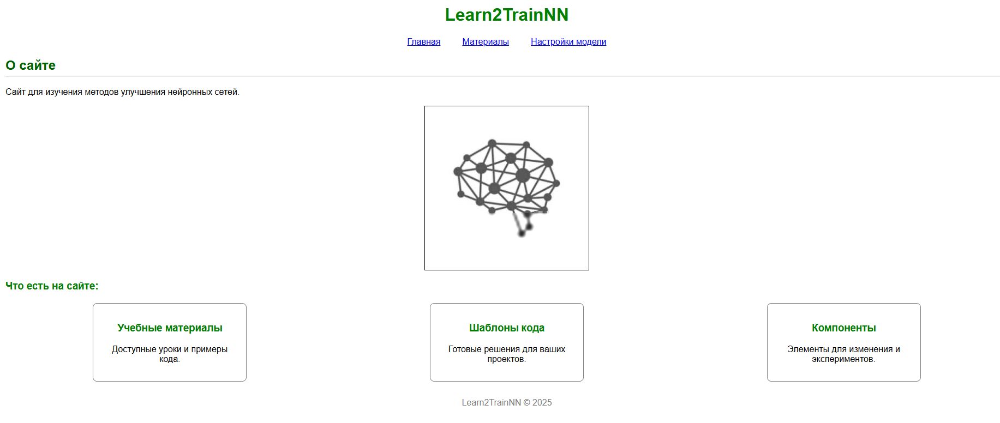 Learn2TrainNN
Главная Материалы Настройки модели
О сайте
Сайт для изучения методов улучшения нейронных сетей.
Что есть на сайте:
Учебные материалы
Доступные уроки и примеры
кода.
Шаблоны кода
Готовые решения для ваших
проектов.
Компоненты
Элементы для изменения и
экспериментов.
Learn2TrainNN © 2025